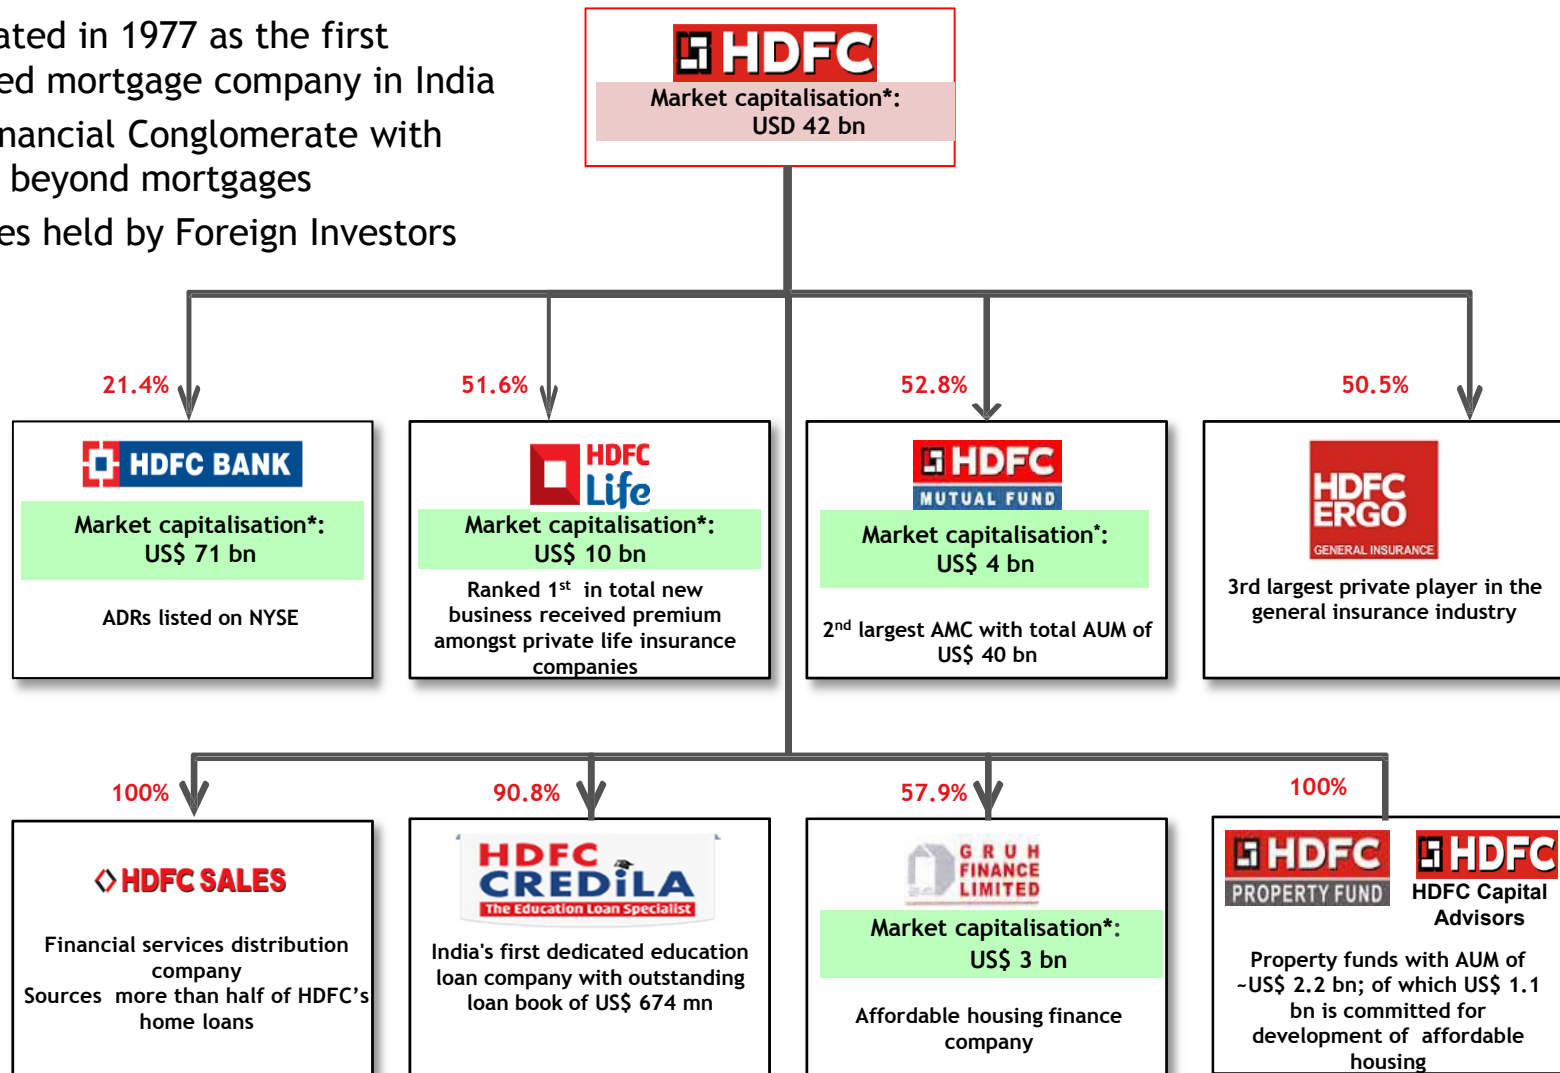 ated in 1977 as the first
ed mortgage company in India
nancial Conglomerate with
beyond mortgages
es held by Foreign Investors
HDFC
Market capitalisation*:
USD 42 bn
21.4%
51.6%
52.8%
50.5%
HDFC BANK
Market capitalisation*:
US$ 71 bn
ADRs listed on NYSE
HDFC
Life
Market capitalisation*:
US$ 10 bn
Ranked 1st in total new
business received premium
amongst private life insurance
companies
HDFC
MUTUAL FUND
Market capitalisation*:
US$ 4 bn
2nd largest AMC with total AUM of
US$ 40 bn
HDFC
ERGO
GENERAL INSURANCE
3rd largest private player in the
general insurance industry
100%
90.8%
57.9%
100%
HDFC SALES
Financial services distribution
company
Sources more than half of HDFC’s
home loans
HDFC
CREDiLA
The Education Loan Specialist
India's first dedicated education
loan company with outstanding
loan book of US$ 674 mn
GRUH
FINANCE
LIMITED
Market capitalisation*:
US$ 3 bn
Affordable housing finance
company
HDFC
PROPERTY FUND
HDFC
HDFC Capital
Advisors
Property funds with AUM of
~US$ 2.2 bn; of which US$ 1.1
bn is committed for
development of affordable
housing